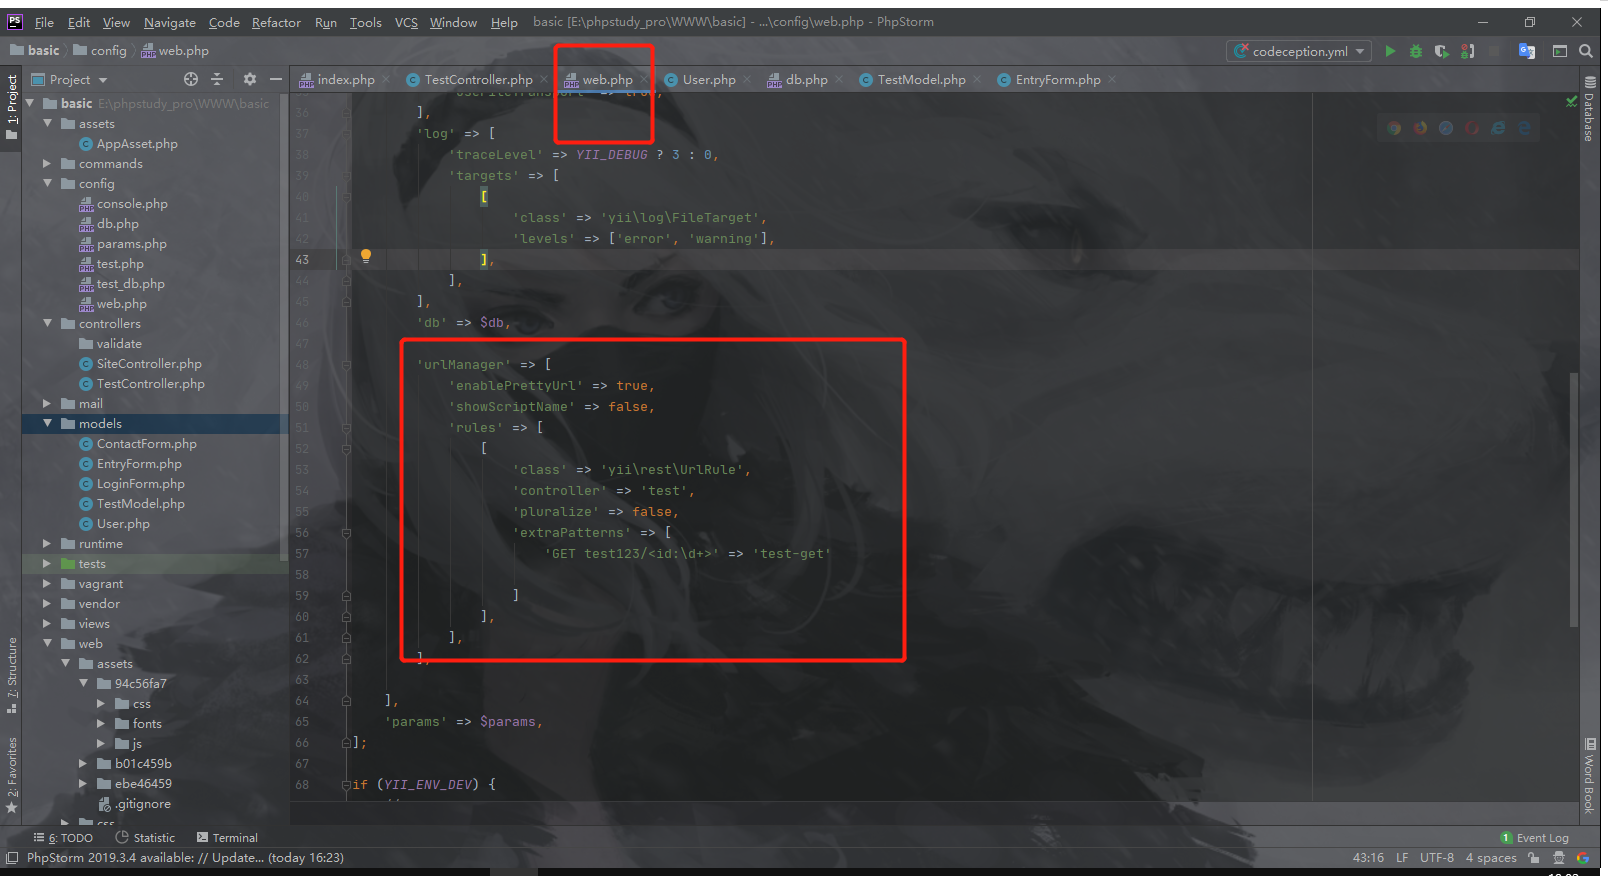 PS File Edit View Navigate Code Refactor Run Tools VCS Window Help basic [E:\phpstudy_pro\WWW\basic] - ...\config\web.php - PhpStorm
basic config web.php codeception.yml
1: Project
Project
index.php TestController.php web.php User.php db.php TestModel.php EntryForm.php
basic E:\phpstudy_pro\WWW\basic
assets
AppAsset.php
commands
config
console.php
db.php
params.php
test.php
test_db.php
web.php
controllers
validate
SiteController.php
TestController.php
mail
models
ContactForm.php
EntryForm.php
LoginForm.php
TestModel.php
User.php
runtime
tests
vagrant
vendor
views
web
assets
94c56fa7
css
fonts
js
b01c459b
ebe46459
.gitignore
css
36 ],
37 'log' => [
38 'traceLevel' => YII_DEBUG ? 3 : 0,
39 'targets' => [
40 [
41 'class' => 'yii\log\FileTarget',
42 'levels' => ['error', 'warning'],
43 ],
44 ],
45 ],
46 'db' => $db,
47
48 'urlManager' => [
49 'enablePrettyUrl' => true,
50 'showScriptName' => false,
51 'rules' => [
52 [
53 'class' => 'yii\rest\UrlRule',
54 'controller' => 'test',
55 'pluralize' => false,
56 'extraPatterns' => [
57 'GET test123/<id:\d+>' => 'test-get'
58
59 ]
60 ],
61 ],
62 ],
63
64 ],
65 'params' => $params,
66 ];
67
68 if (YII_ENV_DEV) {
Database
Word Book
7: Structure
2: Favorites
6: TODO Statistic Terminal 1 Event Log
PhpStorm 2019.3.4 available: // Update... (today 16:23) 43:16 LF UTF-8 4 spaces